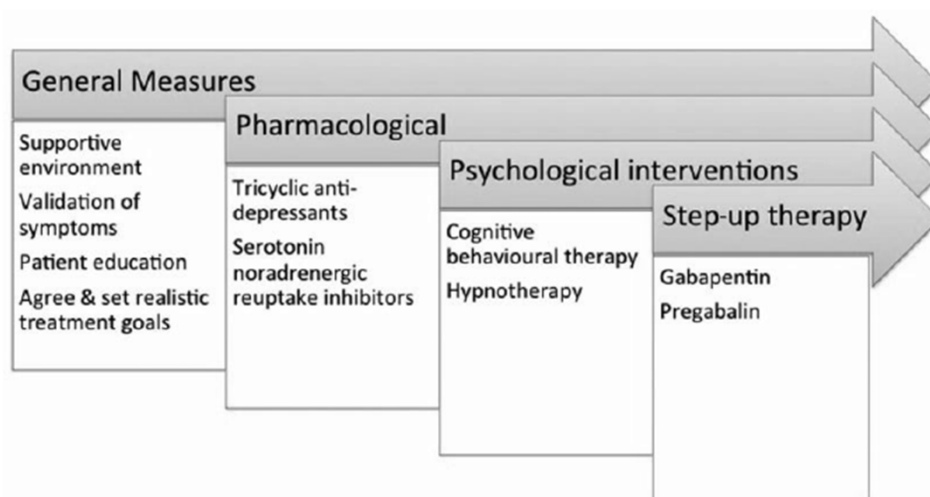 General Measures
Supportive
environment
Validation of
symptoms
Patient education
Agree & set realistic
treatment goals
Pharmacological
Tricyclic anti-
depressants
Serotonin
noradrenergic
reuptake inhibitors
Psychological interventions
Cognitive
behavioural therapy
Hypnotherapy
Step-up therapy
Gabapentin
Pregabalin